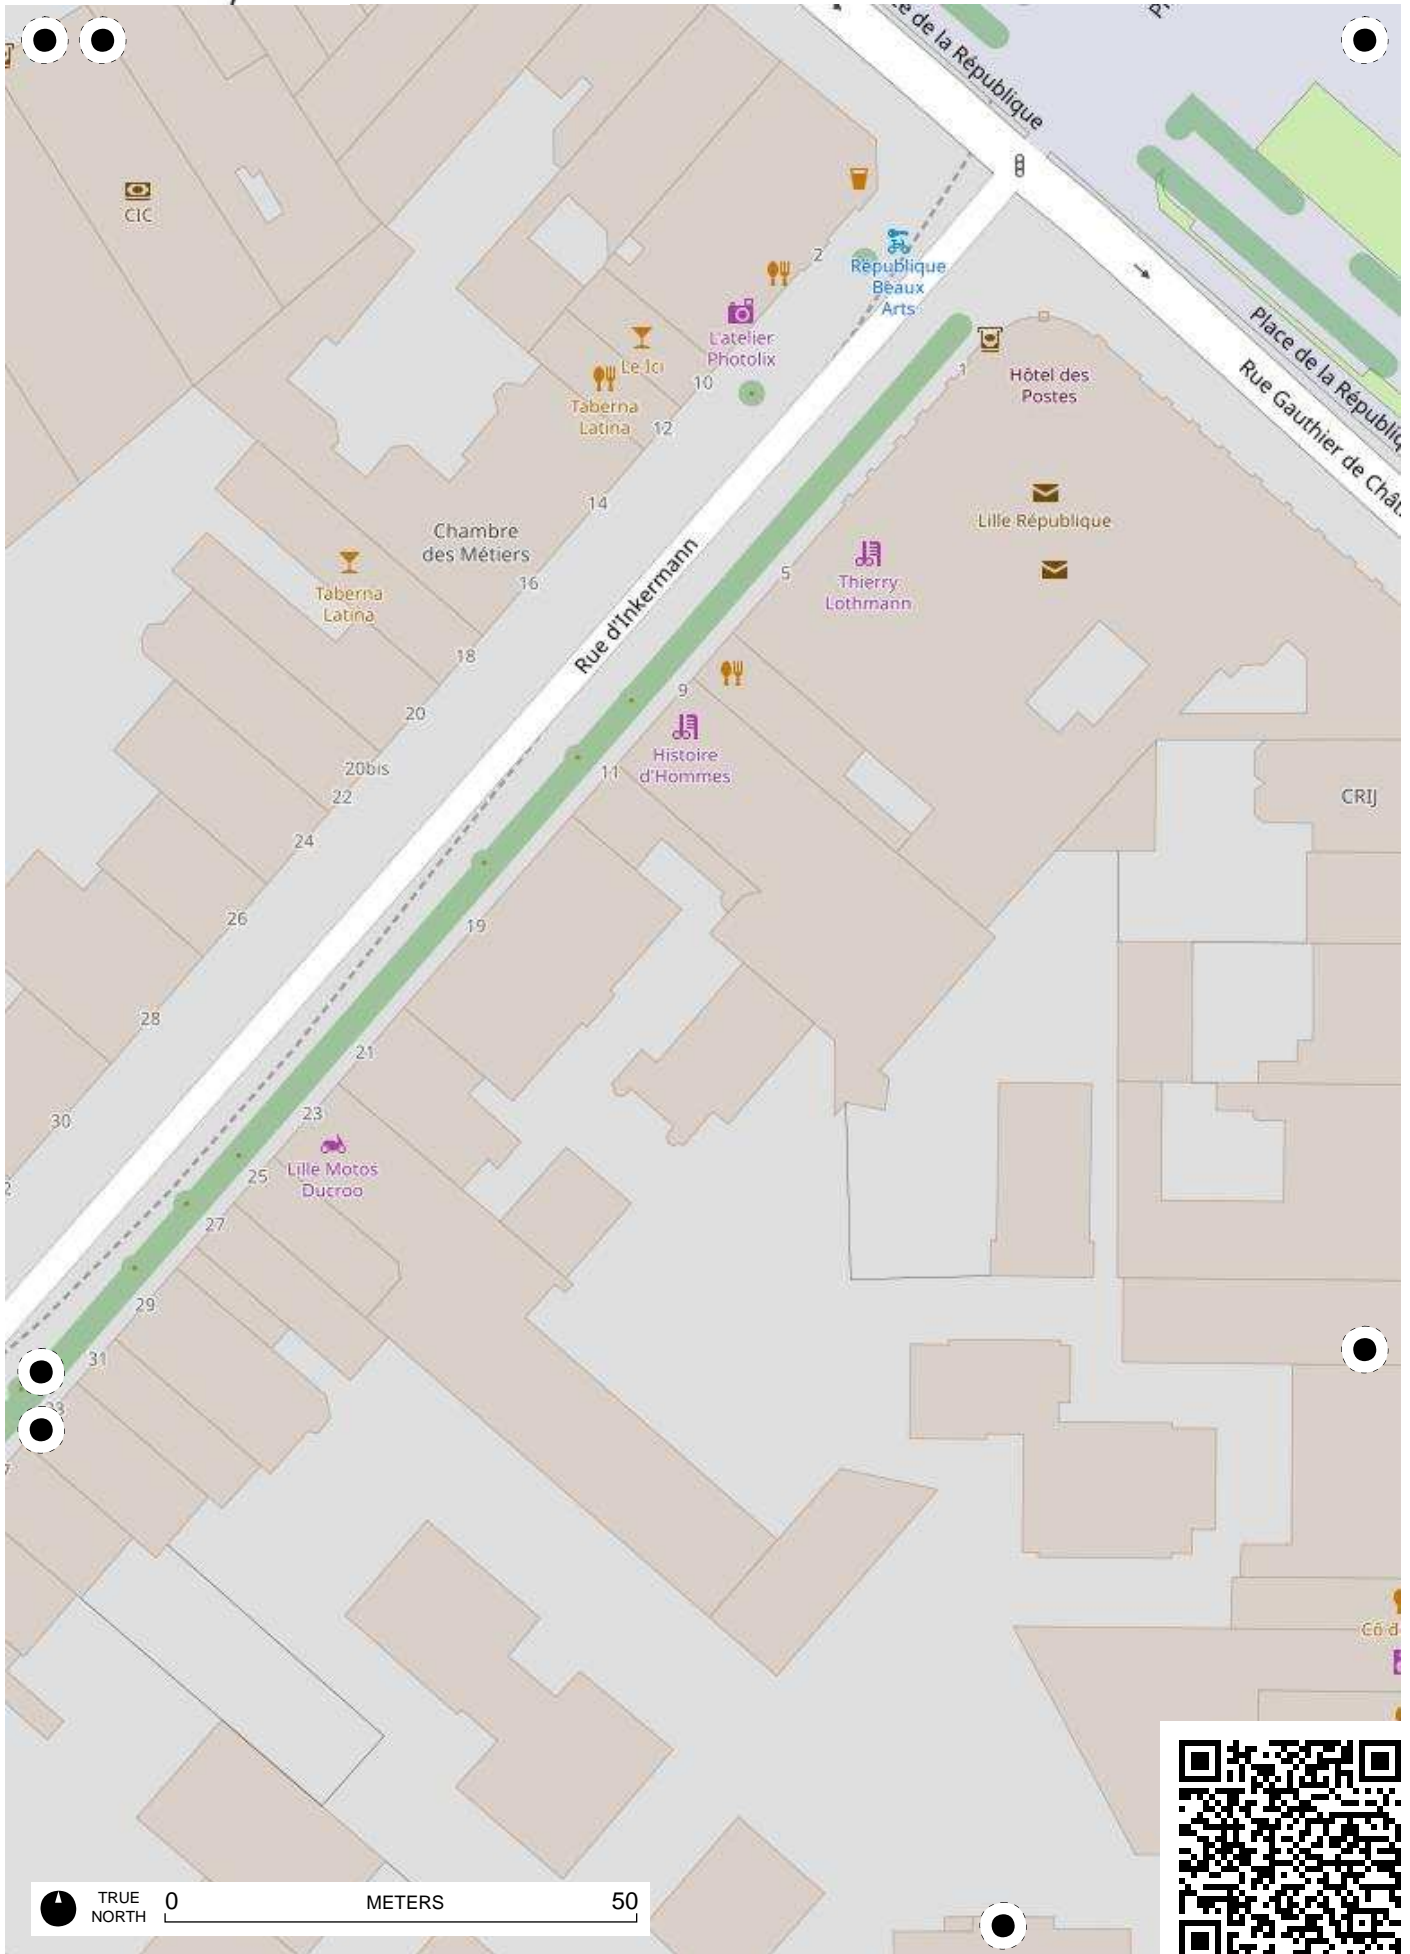 de la République
CIC
2
République
Beaux
Arts
L'atelier
Photolix
Le Ici
10
Taberna
Latina
12
1
Hôtel des
Postes
Place de la Républiq
Rue Gauthier de Chât
14
Lille République
Chambre
des Métiers
16
5
Thierry
Lothmann
Taberna
Latina
Rue d'Inkermann
18
9
20
Histoire
d'Hommes
20bis
11
22
CRIJ
24
26
19
28
21
30
23
Lille Motos
Ducroo
25
27
29
31
Cô d
TRUE
NORTH
0
METERS
50